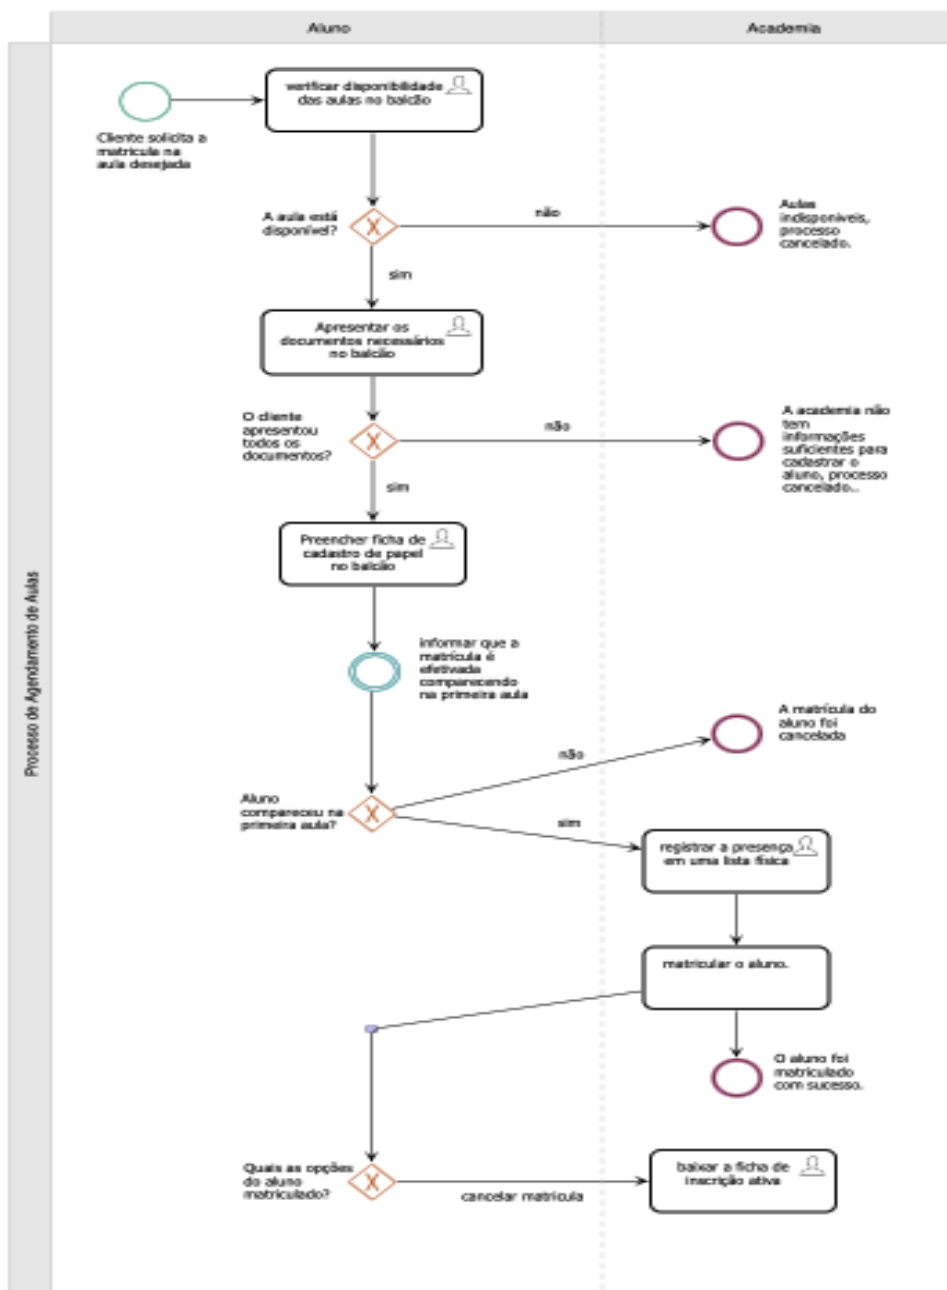 Aluno
Academia
Processo de Agendamento de Aulas
verificar disponibilidade
das aulas no balcão
Cliente solicita a
matricula na
aula desejada
A aula está
disponível?
não
Aulas
indisponíveis,
processo
cancelado.
sim
Apresentar os
documentos necessários
no balcão
O cliente
apresentou
todos os
documentos?
não
A academia não
tem
informações
suficientes para
cadastrar o
aluno, processo
cancelado..
sim
Preencher ficha de
cadastro de papel
no balcão
informar que a
matrícula é
efetivada
comparecendo
na primeira aula
A matrícula do
aluno foi
cancelada
não
Aluno
compareceu na
primeira aula?
sim
registrar a presença
em uma lista física
matricular o aluno.
O aluno foi
matriculado
com sucesso.
Quais as opções
do aluno
matriculado?
cancelar matrícula
baixar a ficha de
inscrição ativa